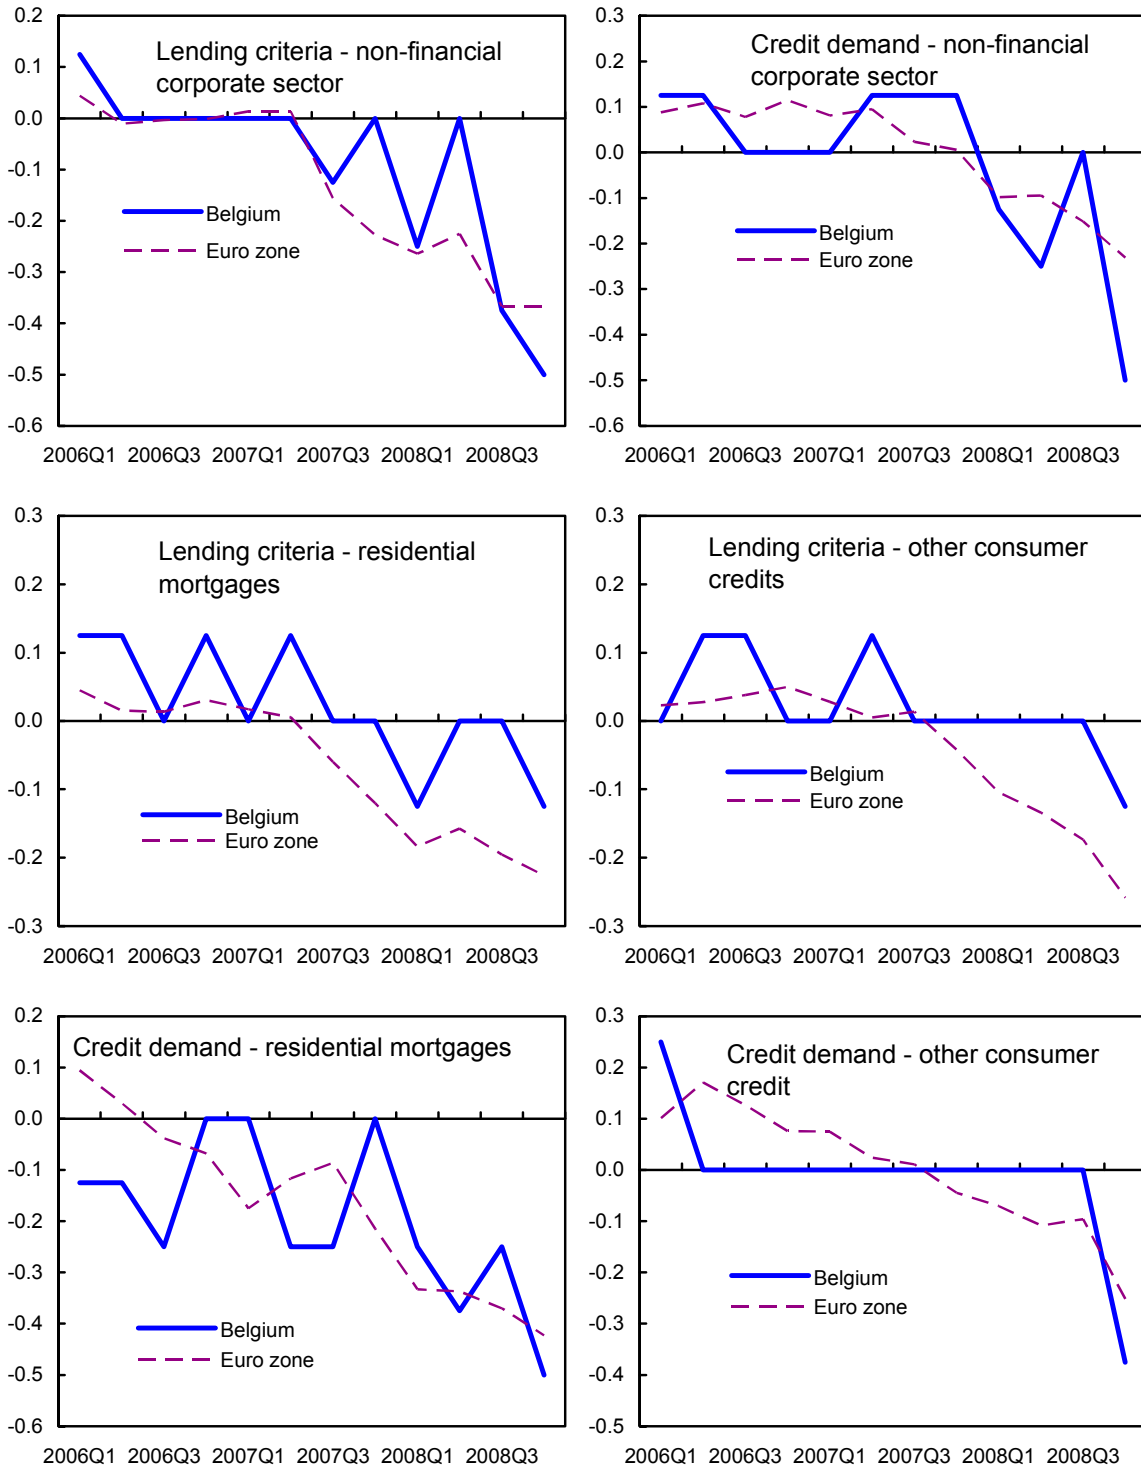 0.2
0.1
0.0
-0.1
-0.2
-0.3
-0.4
-0.5
-0.6
Lending criteria - non-financial
corporate sector
Belgium
Euro zone
2006Q1 2006Q3 2007Q1 2007Q3 2008Q1 2008Q3
0.3
0.2
0.1
0.0
-0.1
-0.2
-0.3
-0.4
-0.5
-0.6
Credit demand - non-financial
corporate sector
Belgium
Euro zone
2006Q1 2006Q3 2007Q1 2007Q3 2008Q1 2008Q3
0.3
0.2
0.1
0.0
-0.1
-0.2
-0.3
Lending criteria - residential
mortgages
Belgium
Euro zone
2006Q1 2006Q3 2007Q1 2007Q3 2008Q1 2008Q3
0.3
0.2
0.1
0.0
-0.1
-0.2
-0.3
Lending criteria - other consumer
credits
Belgium
Euro zone
2006Q1 2006Q3 2007Q1 2007Q3 2008Q1 2008Q3
0.2
0.1
0.0
-0.1
-0.2
-0.3
-0.4
-0.5
-0.6
Credit demand - residential mortgages
Belgium
Euro zone
2006Q1 2006Q3 2007Q1 2007Q3 2008Q1 2008Q3
0.3
0.2
0.1
0.0
-0.1
-0.2
-0.3
-0.4
-0.5
Credit demand - other consumer
credit
Belgium
Euro zone
2006Q1 2006Q3 2007Q1 2007Q3 2008Q1 2008Q3